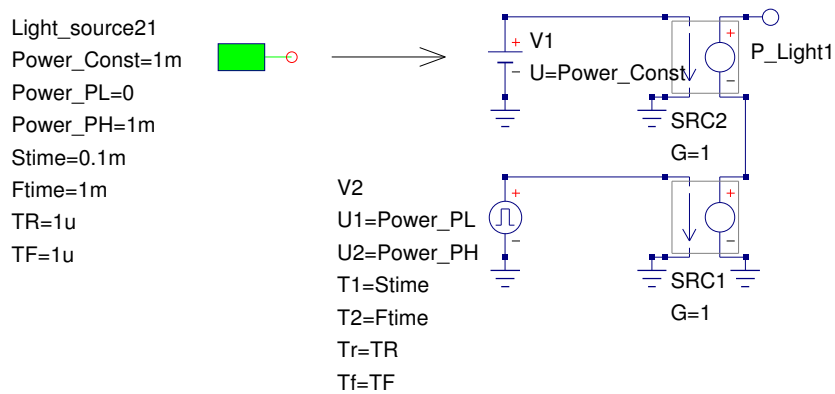 Light_source21
Power_Const=1m
Power_PL=0
Power_PH=1m
Stime=0.1m
Ftime=1m
TR=1u
TF=1u
V1
U=Power_Const
P_Light1
SRC2
G=1
V2
U1=Power_PL
U2=Power_PH
T1=Stime
T2=Ftime
Tr=TR
Tf=TF
SRC1
G=1